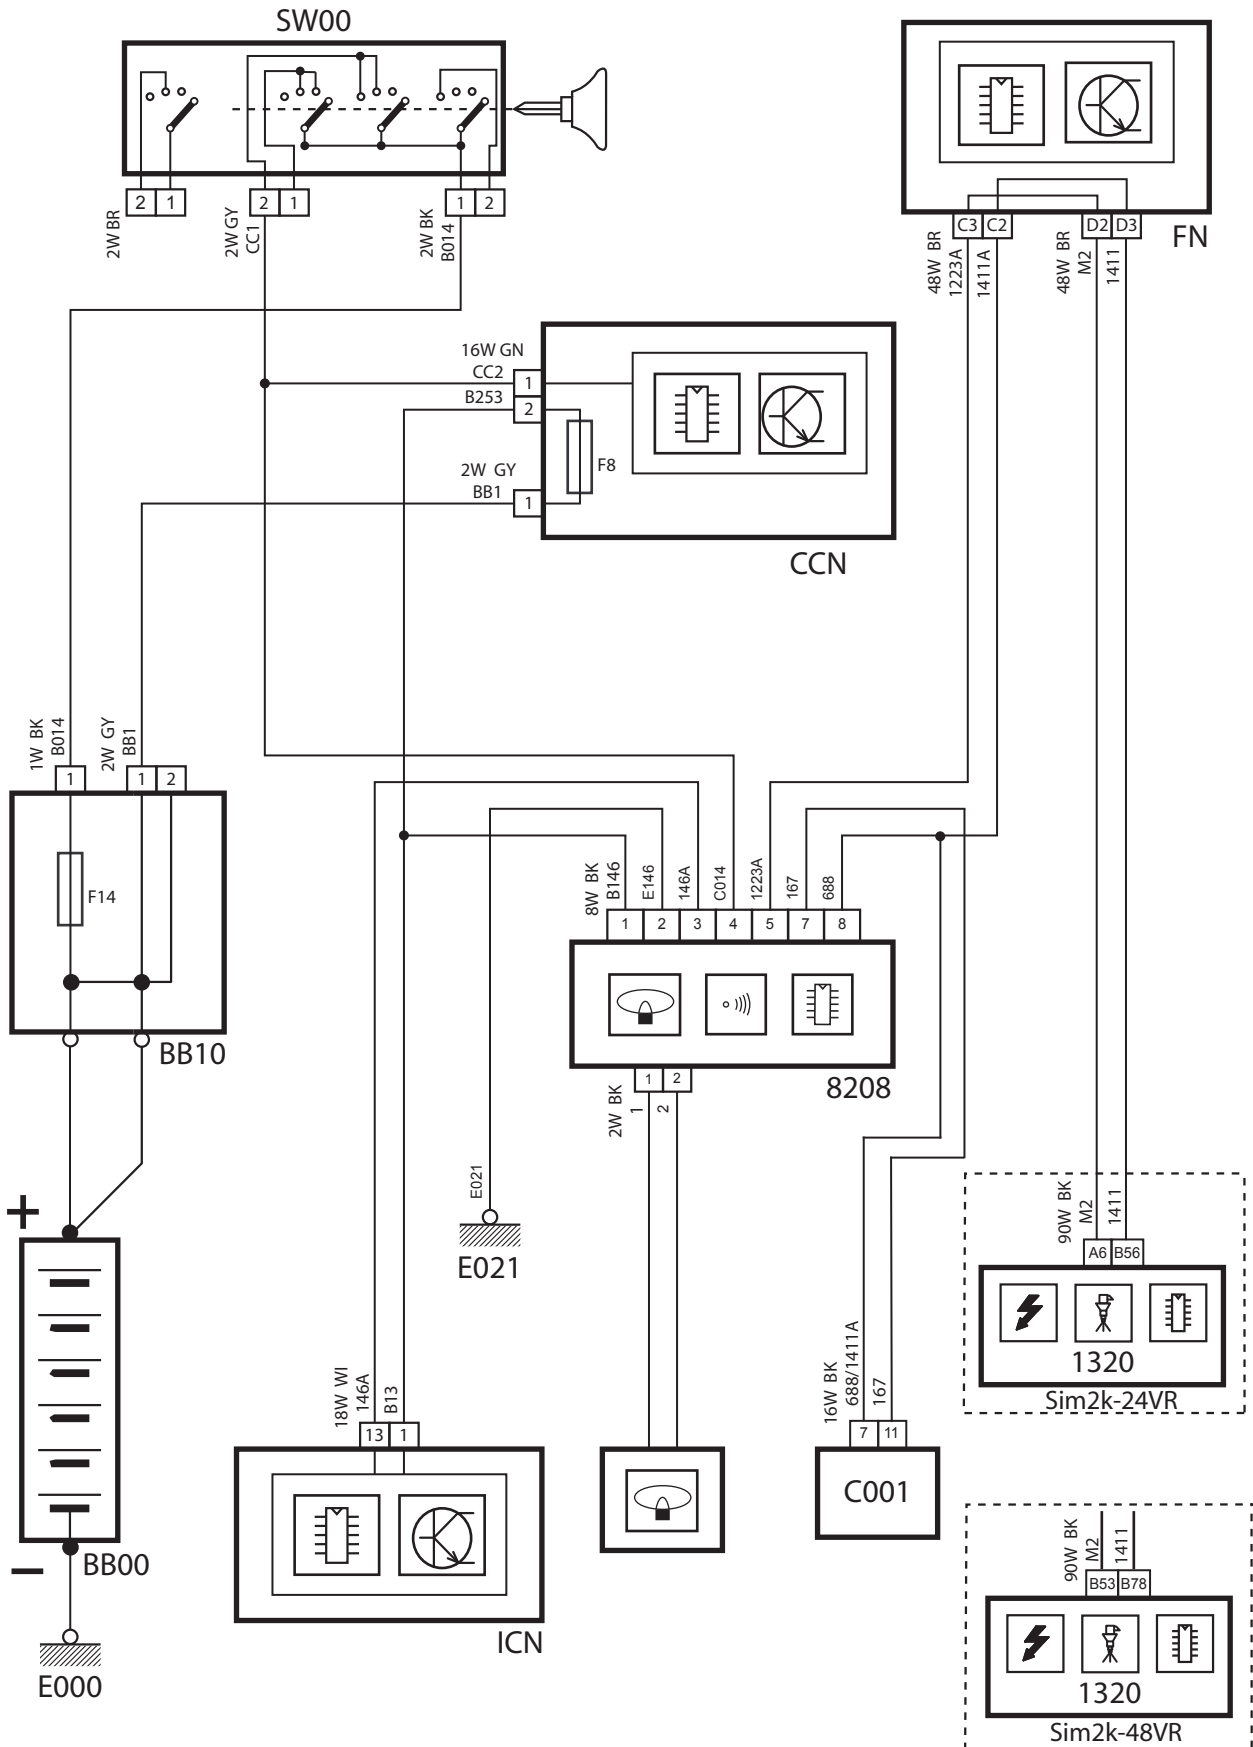 SW00
2 1
2W BR
2 1
2W GY
CC1
1 2
2W BK
B014
C3 C2
D2 D3
FN
48W BR
1223A
1411A
48W BR
M2
1411
16W GN
CC2
1
B253
2
F8
2W GY
BB1
1
CCN
1W BK
B014
1
2W GY
BB1
1 2
F14
BB10
8W BK
B146
E146
146A
C014
1223A
167
688
1 2 3 4 5 7 8
8208
1 2
2W BK
1
2
E021
E021
+
−
BB00
E000
18W WI
146A
B13
13 1
ICN
16W BK
688/1411A
167
7 11
C001
90W BK
M2
1411
A6 B56
1320
Sim2k-24VR
90W BK
M2
1411
B53 B78
1320
Sim2k-48VR